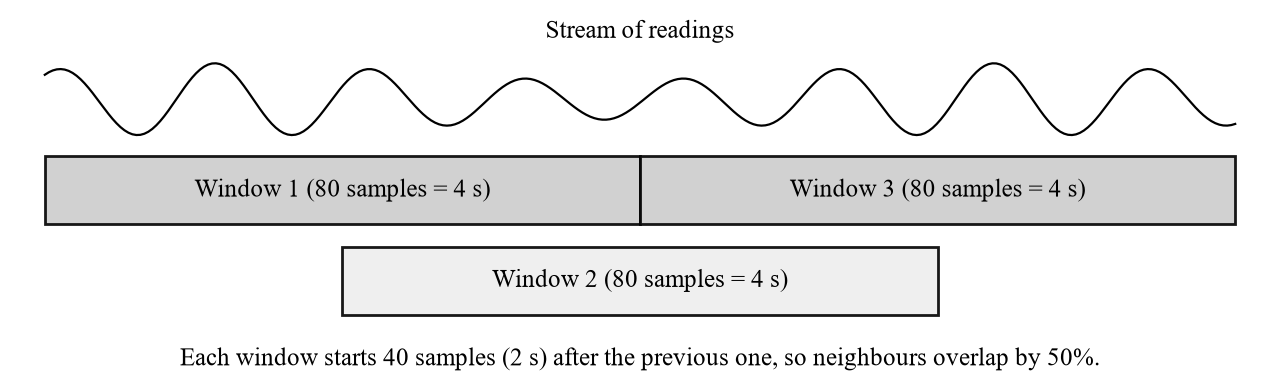 Stream of readings
Window 1 (80 samples = 4 s)
Window 3 (80 samples = 4 s)
Window 2 (80 samples = 4 s)
Each window starts 40 samples (2 s) after the previous one, so neighbours overlap by 50%.